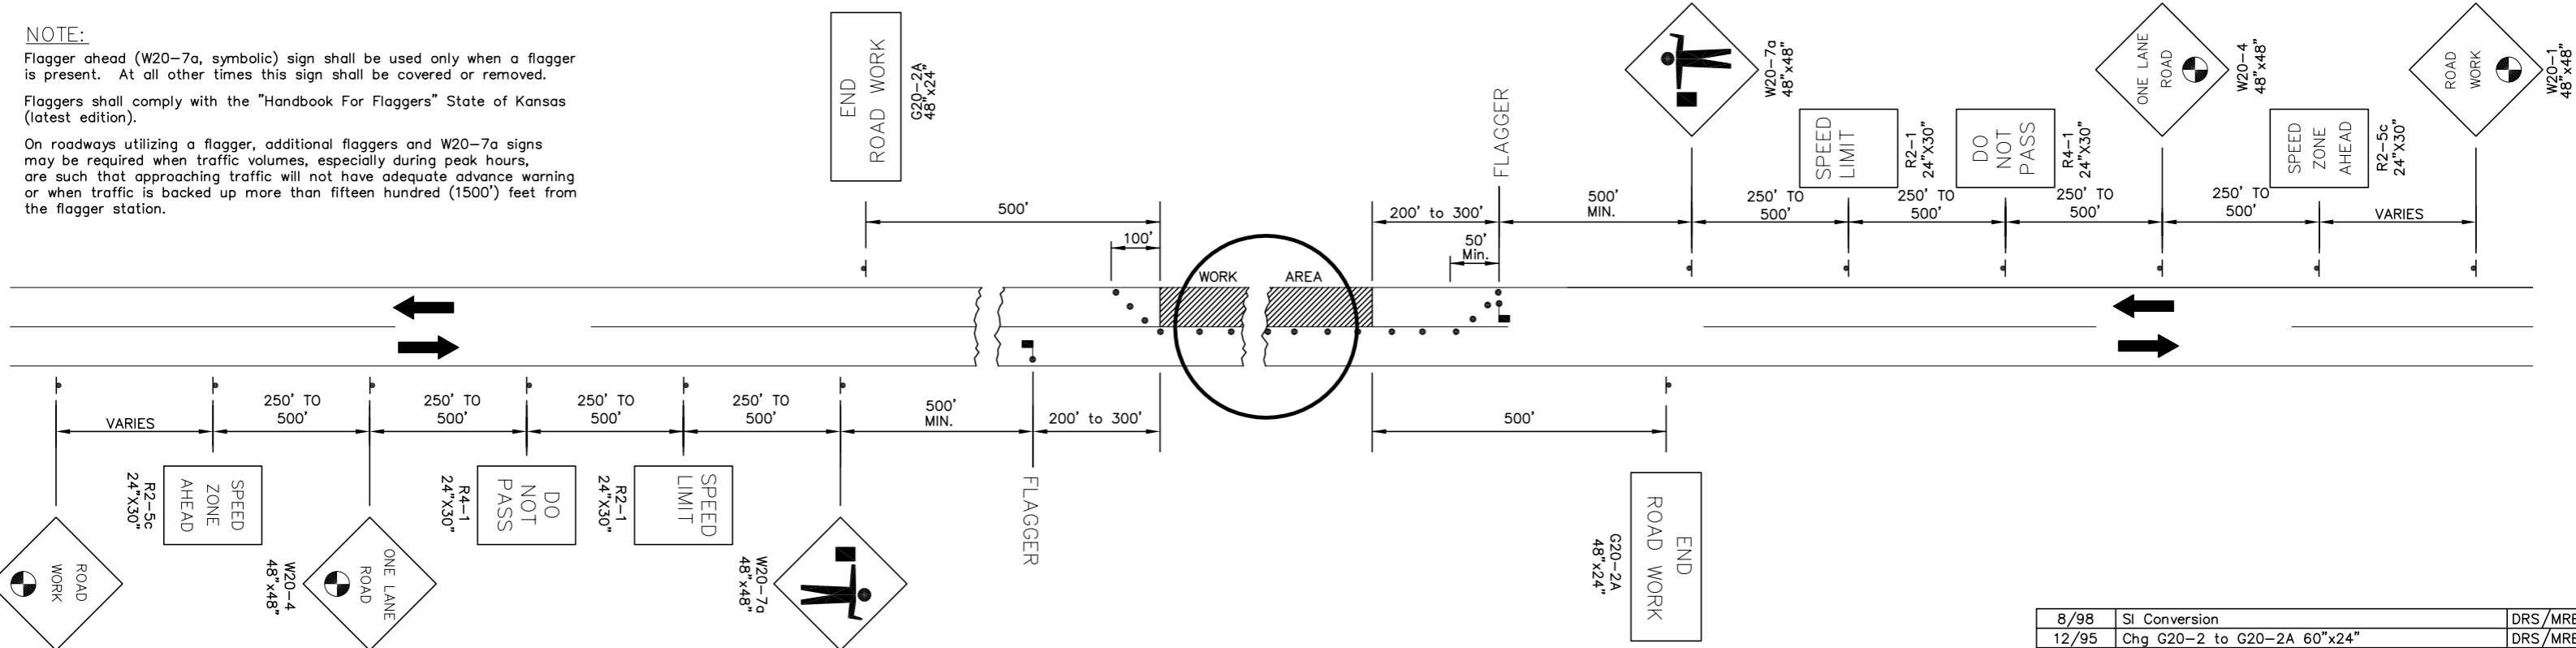 NOTE:
Flagger ahead (W20-7a, symbolic) sign shall be used only when a flagger
is present. At all other times this sign shall be covered or removed.
Flaggers shall comply with the "Handbook For Flaggers" State of Kansas
(latest edition).
On roadways utilizing a flagger, additional flaggers and W20-7a signs
may be required when traffic volumes, especially during peak hours,
are such that approaching traffic will not have adequate advance warning
or when traffic is backed up more than fifteen hundred (1500') feet from
the flagger station.
END
ROAD WORK
G20-2A
48"x24"
FLAGGER
W20-7a
48"x48"
SPEED
LIMIT
R2-1
24"X30"
DO
NOT
PASS
R4-1
24"X30"
ONE LANE
ROAD
W20-4
48"x48"
SPEED
ZONE
AHEAD
R2-5c
24"X30"
ROAD
WORK
W20-1
48"x48"
500'
100'
200' to 300'
50'
Min.
500'
MIN.
250' TO
500'
250' TO
500'
250' TO
500'
250' TO
500'
VARIES
WORK AREA
VARIES
250' TO
500'
250' TO
500'
250' TO
500'
250' TO
500'
500'
MIN.
200' to 300'
500'
ROAD
WORK
SPEED
ZONE
AHEAD
R2-5c
24"X30"
ONE LANE
ROAD
W20-4
48"x48"
DO
NOT
PASS
R4-1
24"X30"
SPEED
LIMIT
R2-1
24"X30"
W20-7a
48"x48"
FLAGGER
END
ROAD WORK
G20-2A
48"x24"
8/98 SI Conversion DRS/MRB
12/95 Chg G20-2 to G20-2A 60"x24" DRS/MRB